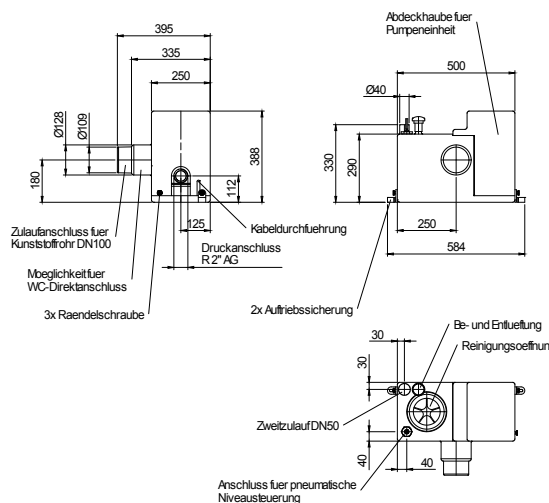 395
335
250
Ø128
Ø109
180
388
112
125
Zulaufanschluss fuer
Kunststoffrohr DN100
Moeglichkeit fuer
WC-Direktanschluss
3x Raendelschraube
Kabeldurchfuehrung
Druckanschluss
R 2" AG
Abdeckhaube fuer
Pumpeneinheit
500
Ø40
330
290
250
584
2x Auftriebssicherung
Be- und Entlueftung
Reinigungsoeffnun
30
30
Zweitzulauf DN50
40
40
Anschluss fuer pneumatische
Niveausteuerung